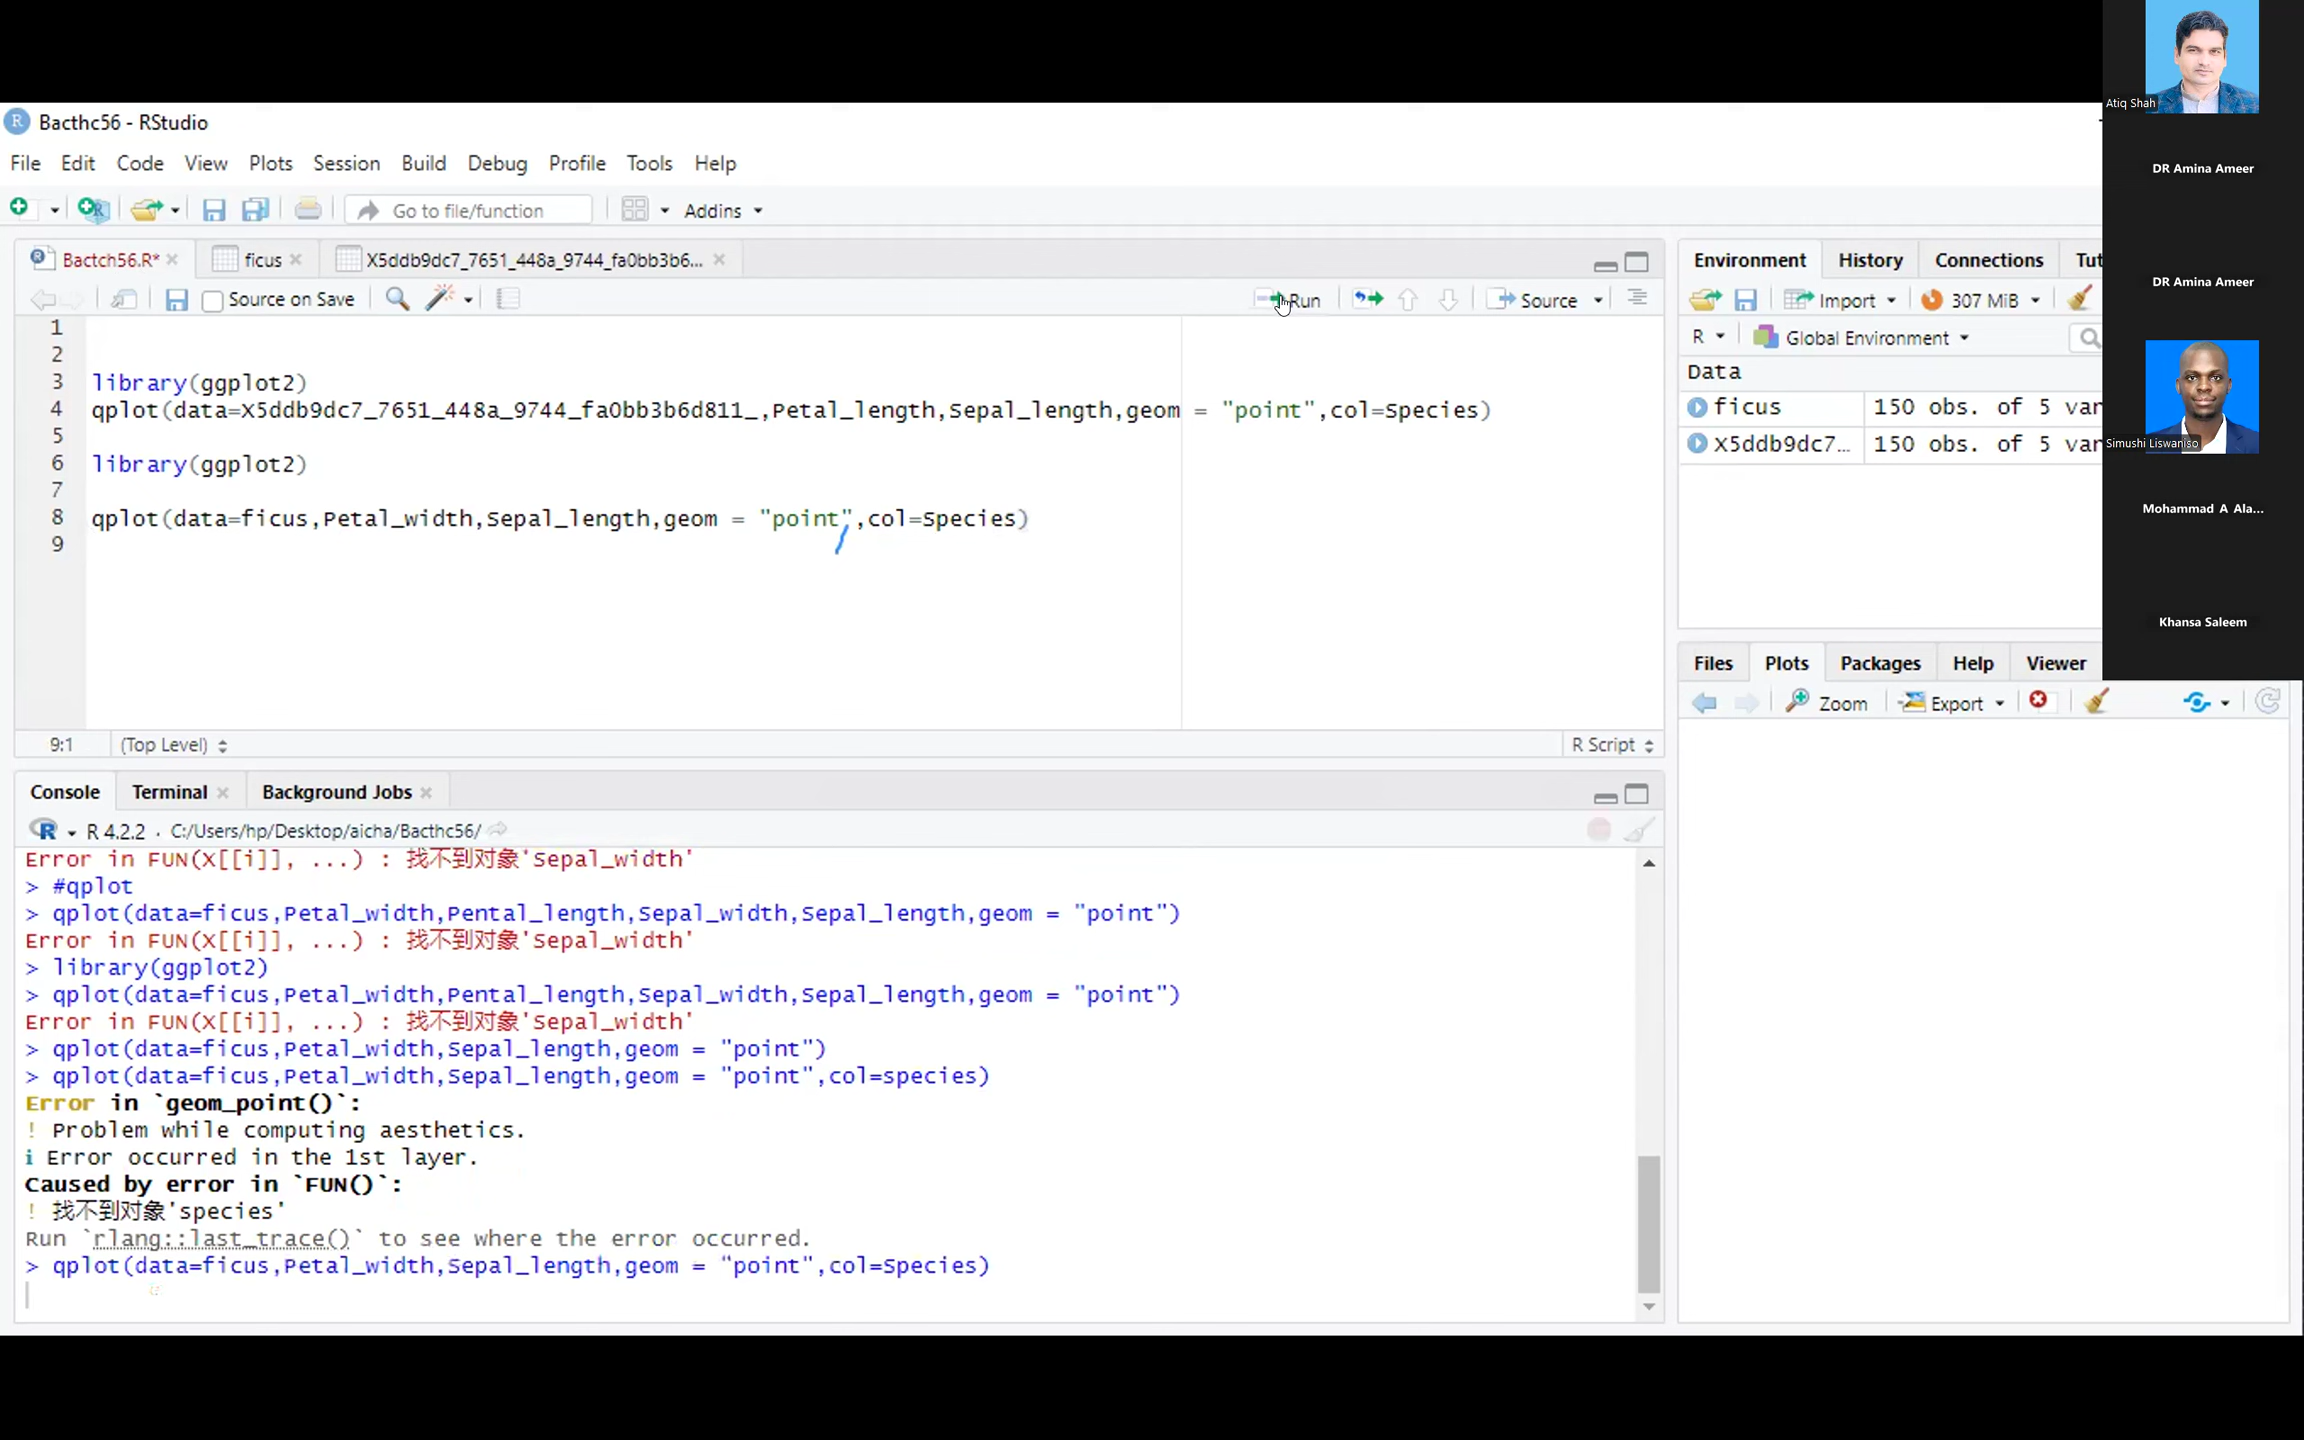 Bacthc56 - RStudio
File Edit Code View Plots Session Build Debug Profile Tools Help
Go to file/function Addins
Bactch56.R* ficus X5ddb9dc7_7651_448a_9744_fa0bb3b6...
Source on Save Run Source
1
2
3 library(ggplot2)
4 qplot(data=X5ddb9dc7_7651_448a_9744_fa0bb3b6d811_,Petal_length,Sepal_length,geom = "point",col=Species)
5
6 library(ggplot2)
7
8 qplot(data=ficus,Petal_width,Sepal_length,geom = "point",col=Species)
9
9:1 (Top Level) R Script
Console Terminal Background Jobs
R 4.2.2 . C:/Users/hp/Desktop/aicha/Bacthc56/
Error in FUN(X[[i]], ...) : 找不到对象'Sepal_width'
> #qplot
> qplot(data=ficus,Petal_width,Pental_length,Sepal_width,Sepal_length,geom = "point")
Error in FUN(X[[i]], ...) : 找不到对象'Sepal_width'
> library(ggplot2)
> qplot(data=ficus,Petal_width,Pental_length,Sepal_width,Sepal_length,geom = "point")
Error in FUN(X[[i]], ...) : 找不到对象'Sepal_width'
> qplot(data=ficus,Petal_width,Sepal_length,geom = "point")
> qplot(data=ficus,Petal_width,Sepal_length,geom = "point",col=species)
Error in `geom_point()`:
! Problem while computing aesthetics.
i Error occurred in the 1st layer.
Caused by error in `FUN()`:
! 找不到对象'species'
Run `rlang::last_trace()` to see where the error occurred.
> qplot(data=ficus,Petal_width,Sepal_length,geom = "point",col=Species)
Environment History Connections Tut
Import 307 MiB
R Global Environment
Data
ficus 150 obs. of 5 var
X5ddb9dc7... 150 obs. of 5 var
Files Plots Packages Help Viewer
Zoom Export
Atiq Shah
DR Amina Ameer
DR Amina Ameer
Simushi Liswaniso
Mohammad A Ala...
Khansa Saleem